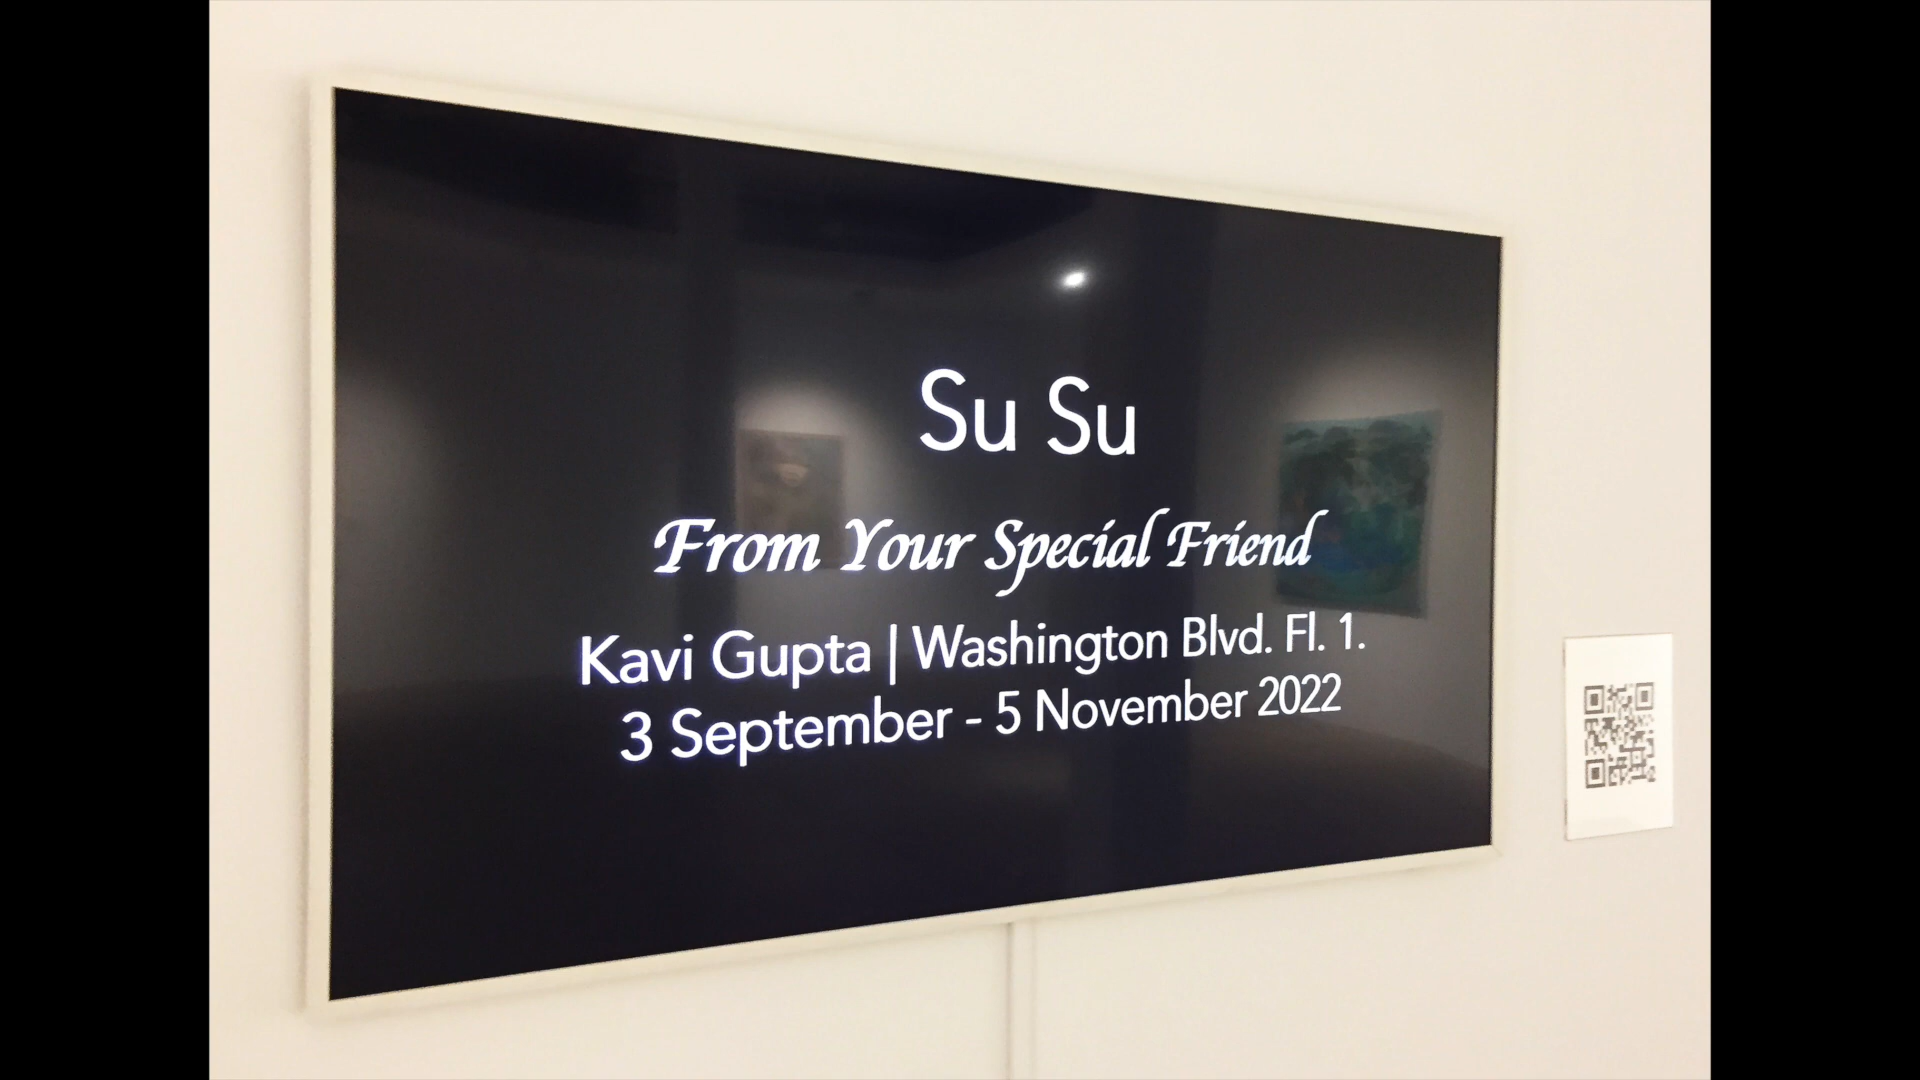 Su Su
From Your Special Friend
Kavi Gupta | Washington Blvd. Fl. 1.
3 September - 5 November 2022